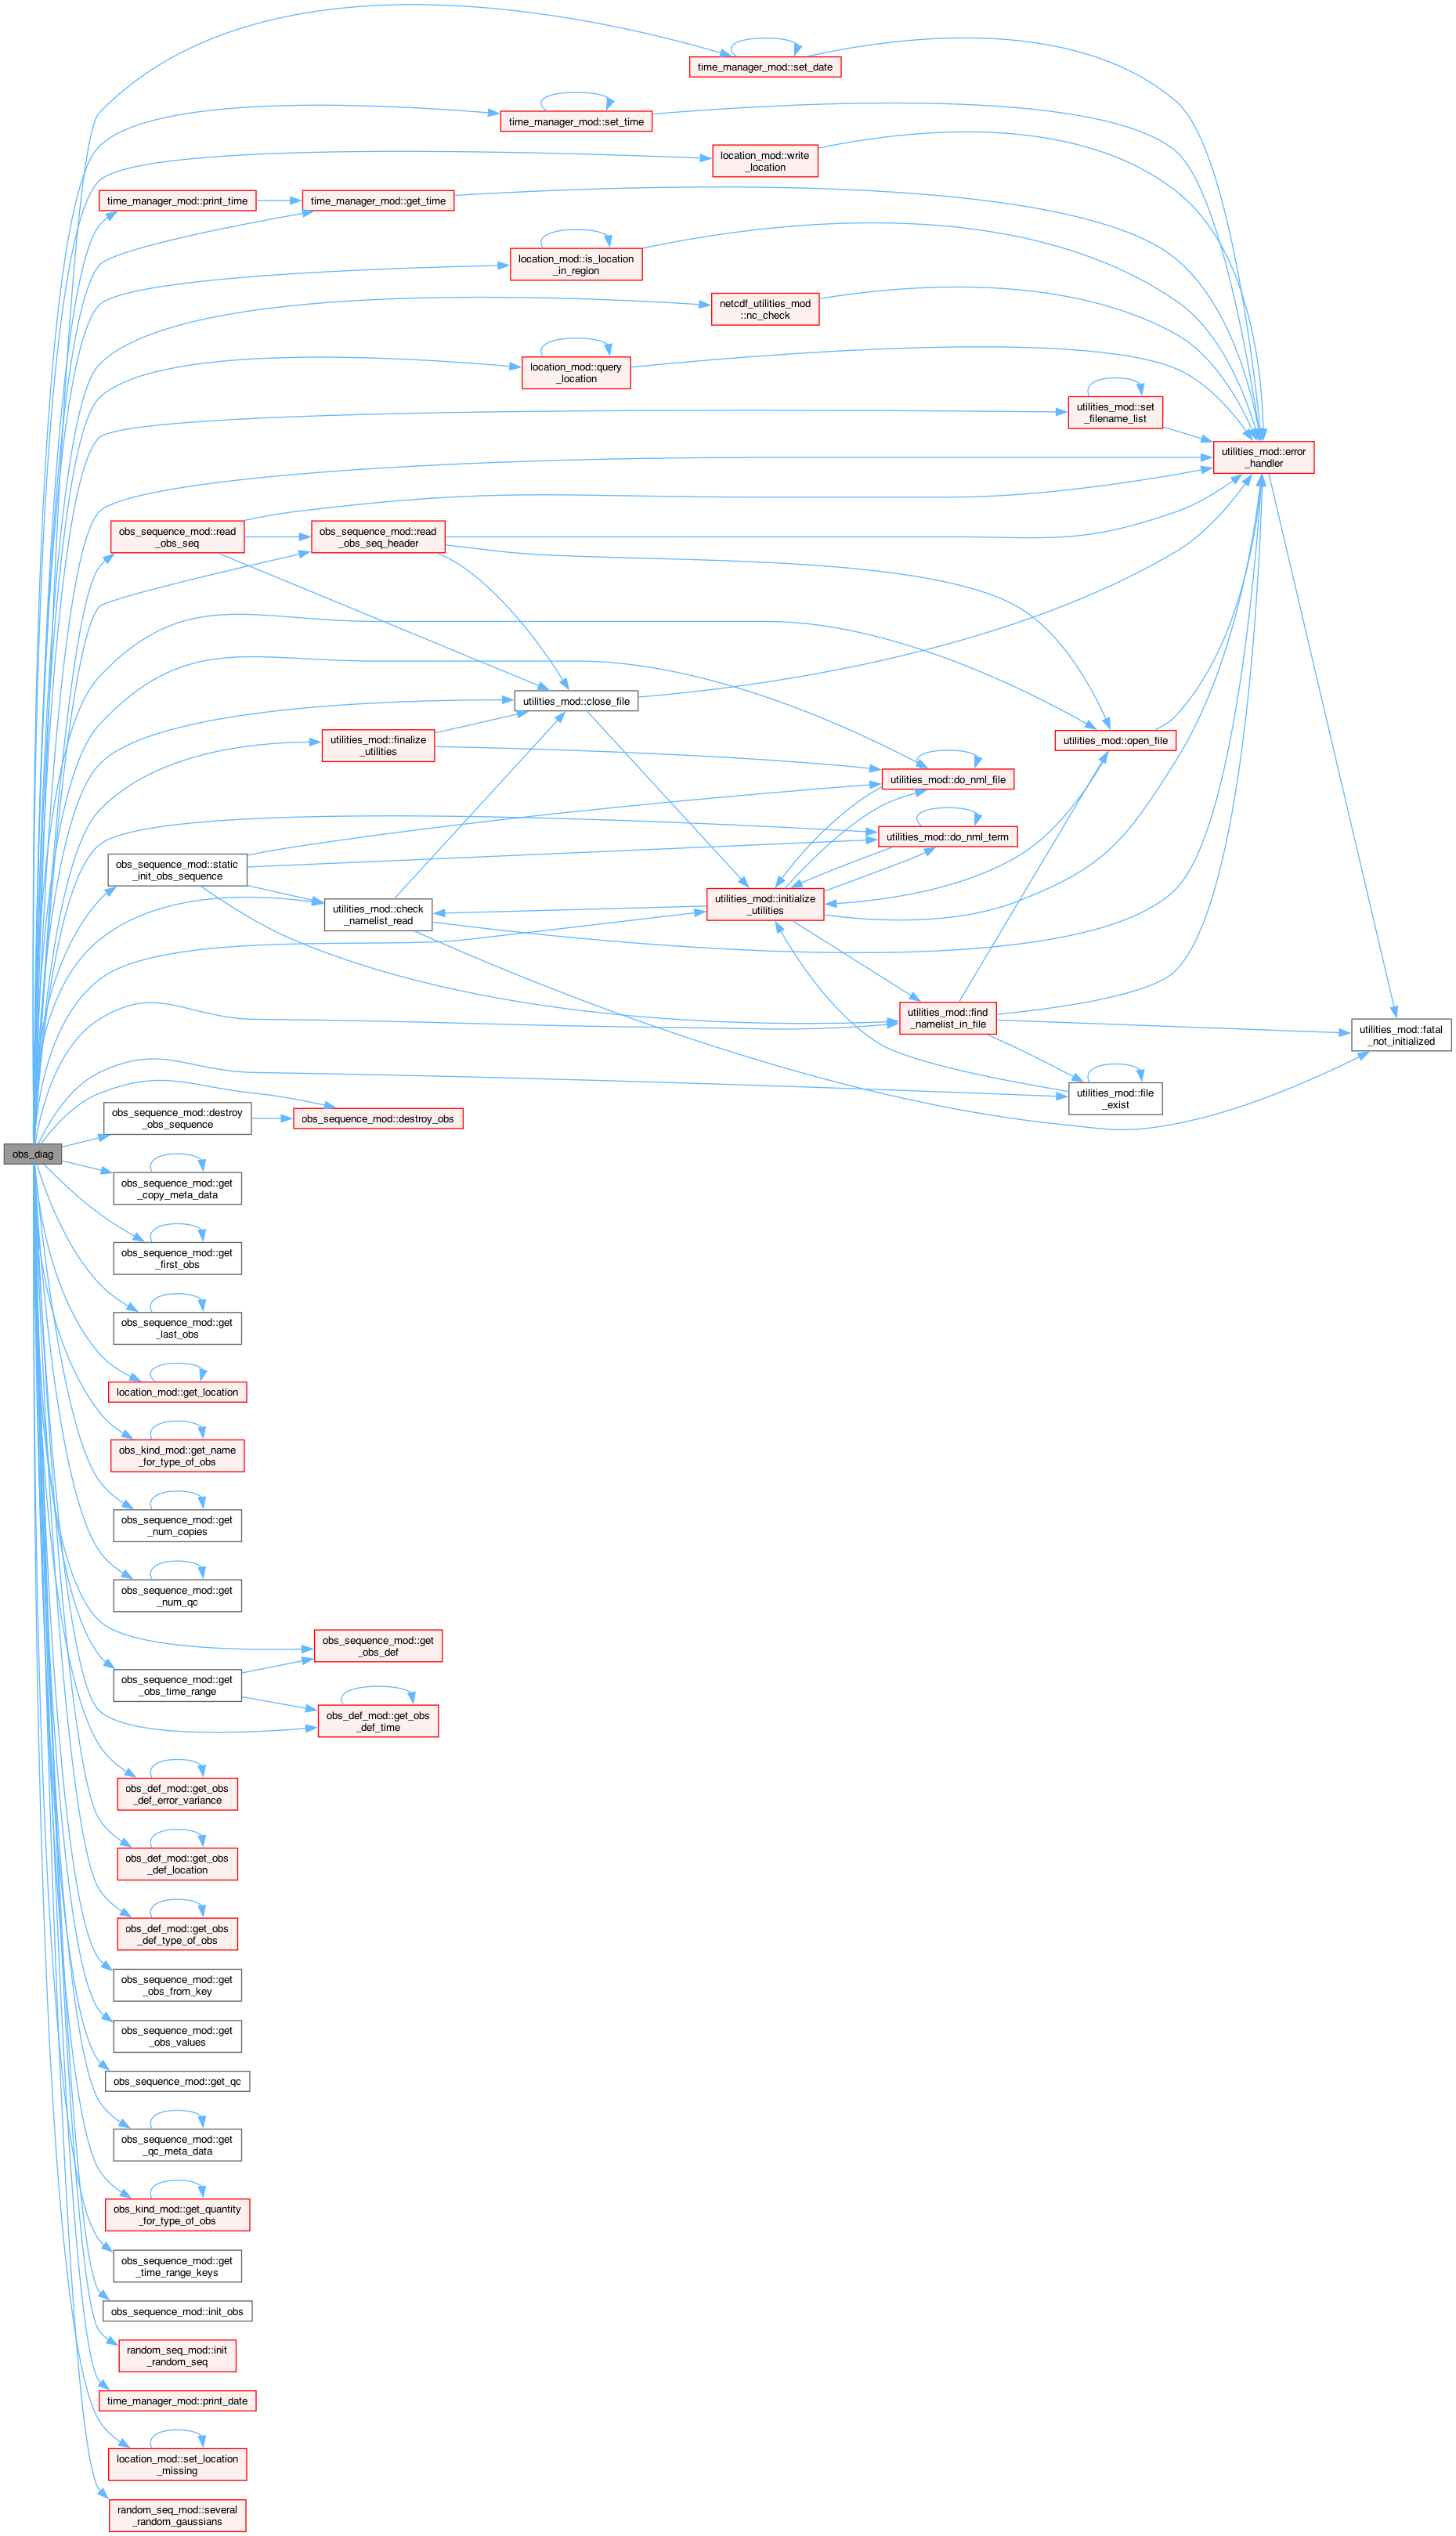 time_manager_mod::set_date
time_manager_mod::set_time
location_mod::write
_location
time_manager_mod::print_time
time_manager_mod::get_time
location_mod::is_location
_in_region
netcdf_utilities_mod
::nc_check
location_mod::query
_location
utilities_mod::set
_filename_list
utilities_mod::error
_handler
obs_sequence_mod::read
_obs_seq
obs_sequence_mod::read
_obs_seq_header
utilities_mod::close_file
utilities_mod::finalize
_utilities
utilities_mod::open_file
utilities_mod::do_nml_file
utilities_mod::do_nml_term
obs_sequence_mod::static
_init_obs_sequence
utilities_mod::check
_namelist_read
utilities_mod::initialize
_utilities
utilities_mod::find
_namelist_in_file
utilities_mod::fatal
_not_initialized
utilities_mod::file
_exist
obs_sequence_mod::destroy
_obs_sequence
obs_sequence_mod::destroy_obs
obs_diag
obs_sequence_mod::get
_copy_meta_data
obs_sequence_mod::get
_first_obs
obs_sequence_mod::get
_last_obs
location_mod::get_location
obs_kind_mod::get_name
_for_type_of_obs
obs_sequence_mod::get
_num_copies
obs_sequence_mod::get
_num_qc
obs_sequence_mod::get
_obs_def
obs_sequence_mod::get
_obs_time_range
obs_def_mod::get_obs
_def_time
obs_def_mod::get_obs
_def_error_variance
obs_def_mod::get_obs
_def_location
obs_def_mod::get_obs
_def_type_of_obs
obs_sequence_mod::get
_obs_from_key
obs_sequence_mod::get
_obs_values
obs_sequence_mod::get_qc
obs_sequence_mod::get
_qc_meta_data
obs_kind_mod::get_quantity
_for_type_of_obs
obs_sequence_mod::get
_time_range_keys
obs_sequence_mod::init_obs
random_seq_mod::init
_random_seq
time_manager_mod::print_date
location_mod::set_location
_missing
random_seq_mod::several
_random_gaussians